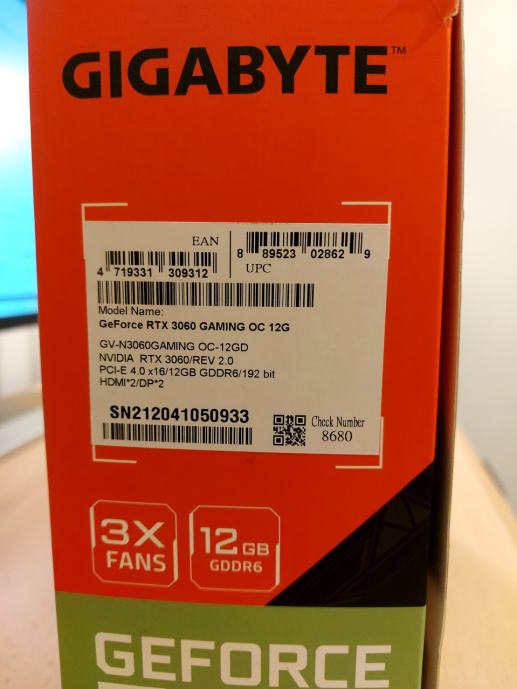 GIGABYTE™
EAN
4 719331 309312
8 89523 02862 9
UPC
Model Name:
GeForce RTX 3060 GAMING OC 12G
GV-N3060GAMING OC-12GD
NVIDIA RTX 3060/REV 2.0
PCI-E 4.0 x16/12GB GDDR6/192 bit
HDMI*2/DP*2
SN212041050933
Check Number
8680
3X
FANS
12GB
GDDR6
GEFORCE